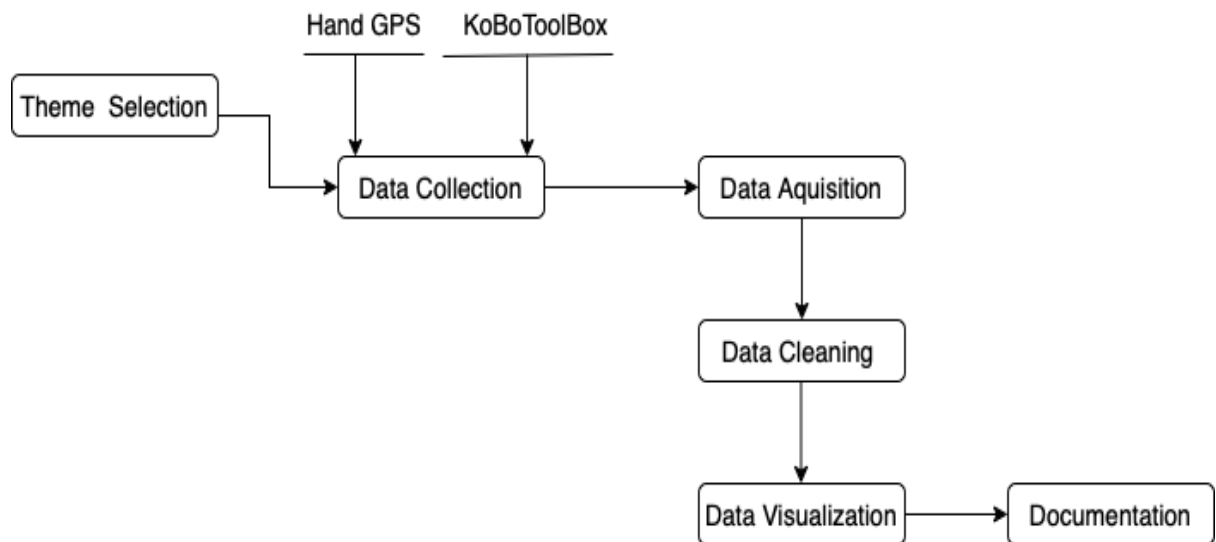 Hand GPS
KoBoToolBox
Theme Selection
Data Collection
Data Aquisition
Data Cleaning
Data Visualization
Documentation